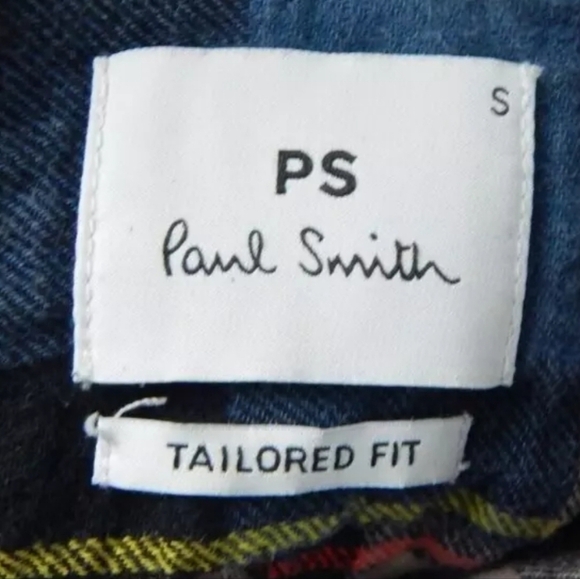 S
PS
Paul Smith
TAILORED FIT